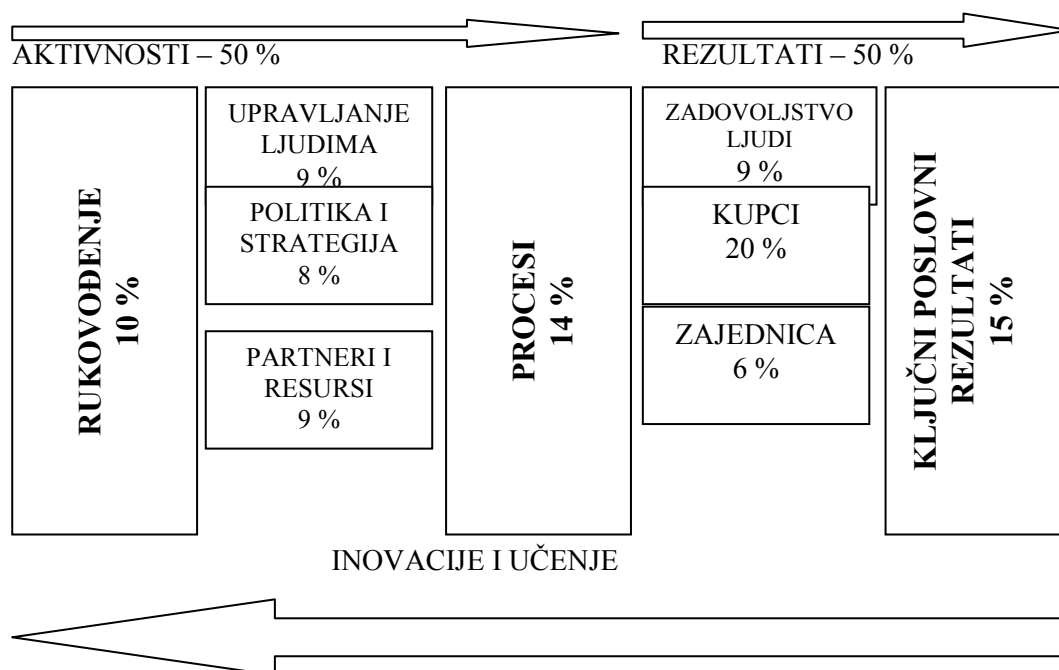 AKTIVNOSTI – 50 %
REZULTATI – 50 %
RUKOVOĐENJE
10 %
UPRAVLJANJE
LJUDIMA
9 %
POLITIKA I
STRATEGIJA
8 %
PARTNERI I
RESURSI
9 %
PROCESI
14 %
ZADOVOLJSTVO
LJUDI
9 %
KUPCI
20 %
ZAJEDNICA
6 %
KLJUČNI POSLOVNI
REZULTATI
15 %
INOVACIJE I UČENJE